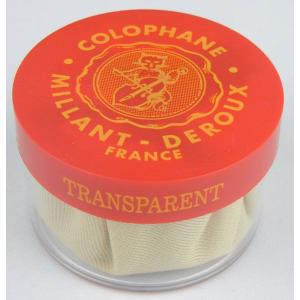 COLOPHANE
MILLANT - DEROUX
FRANCE
TRANSPARENT